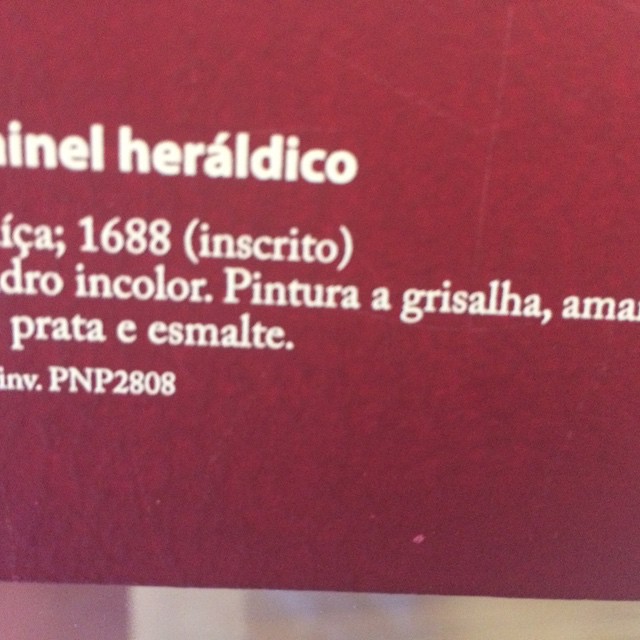 ainel heráldico
íça; 1688 (inscrito)
dro incolor. Pintura a grisalha, amar
prata e esmalte.
inv. PNP2808